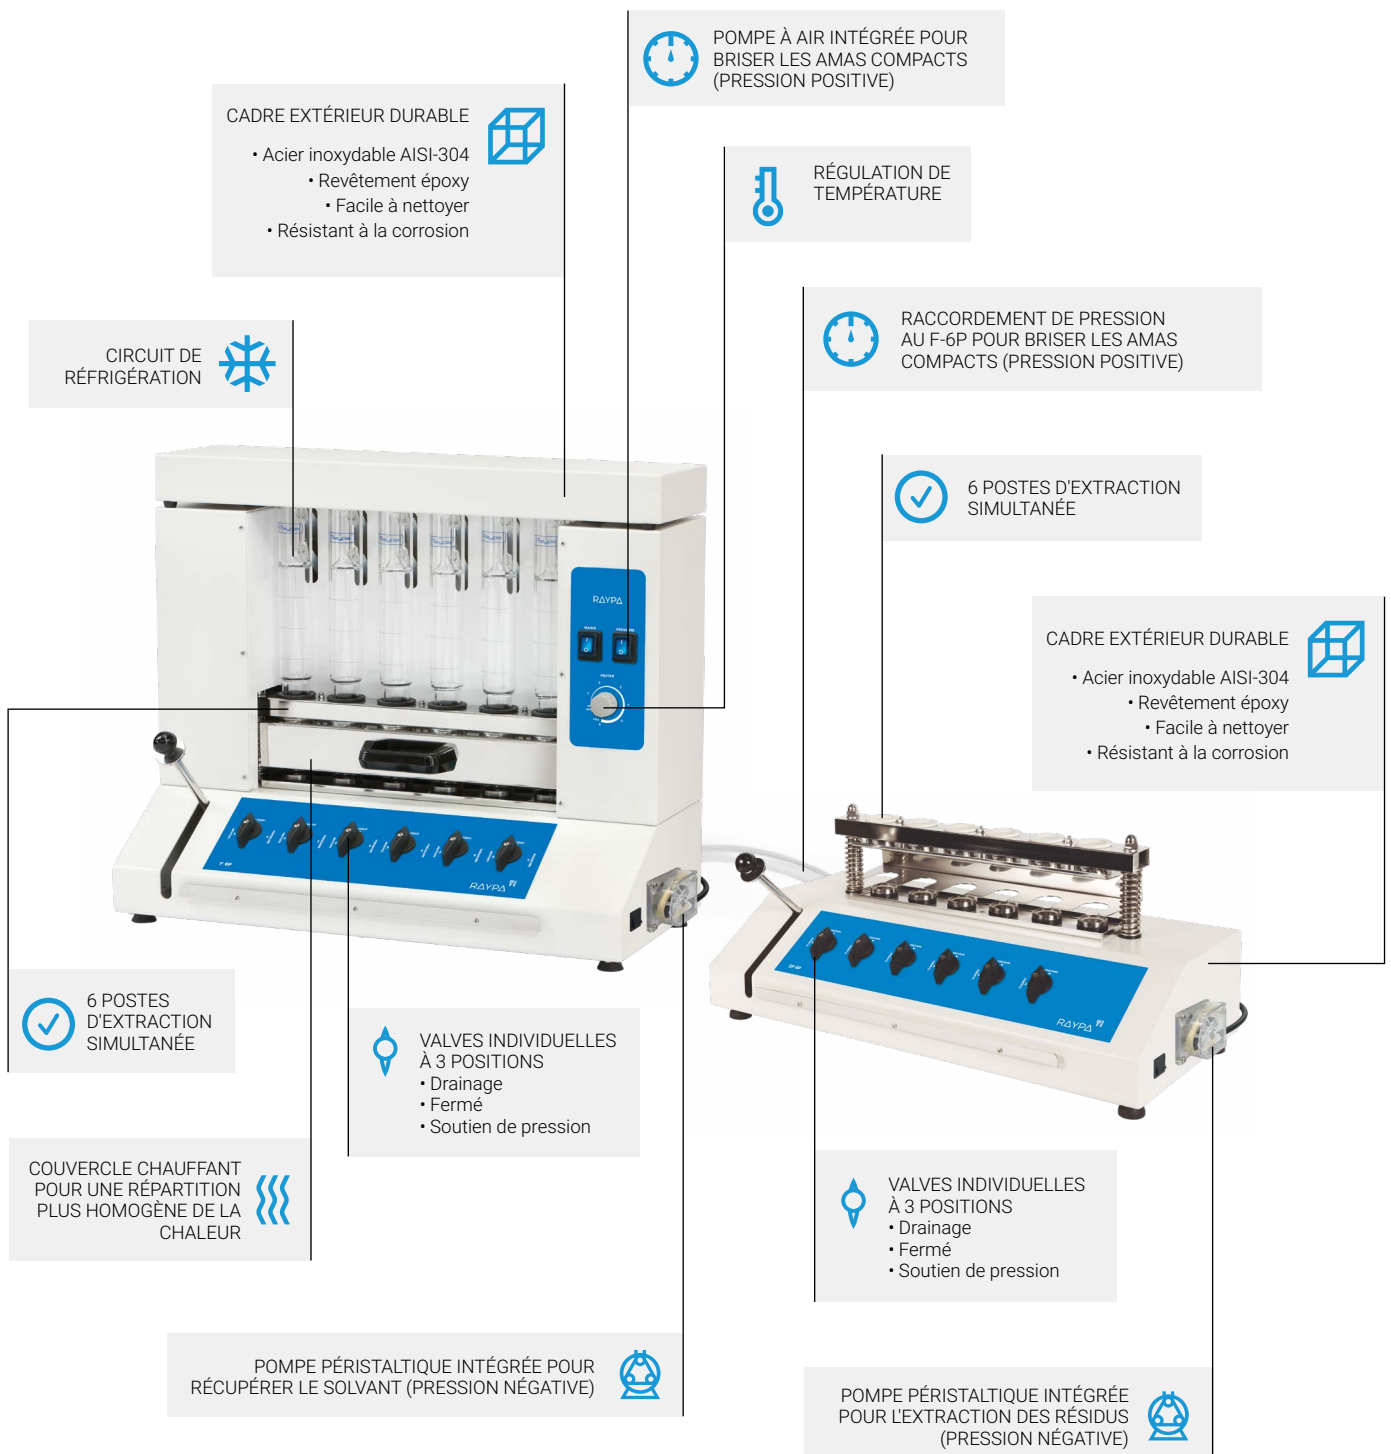 POMPE À AIR INTÉGRÉE POUR
BRISER LES AMAS COMPACTS
(PRESSION POSITIVE)
CADRE EXTÉRIEUR DURABLE
• Acier inoxydable AISI-304
• Revêtement époxy
• Facile à nettoyer
• Résistant à la corrosion
RÉGULATION DE
TEMPÉRATURE
RACCORDEMENT DE PRESSION
AU F-6P POUR BRISER LES AMAS
COMPACTS (PRESSION POSITIVE)
CIRCUIT DE
RÉFRIGÉRATION
6 POSTES D'EXTRACTION
SIMULTANÉE
RAYPA
MAINS
PRESSURE
HEATER
CADRE EXTÉRIEUR DURABLE
• Acier inoxydable AISI-304
• Revêtement époxy
• Facile à nettoyer
• Résistant à la corrosion
F-6P
RAYPA
RAYPA
6 POSTES
D'EXTRACTION
SIMULTANÉE
VALVES INDIVIDUELLES
À 3 POSITIONS
• Drainage
• Fermé
• Soutien de pression
COUVERCLE CHAUFFANT
POUR UNE RÉPARTITION
PLUS HOMOGÈNE DE LA
CHALEUR
VALVES INDIVIDUELLES
À 3 POSITIONS
• Drainage
• Fermé
• Soutien de pression
POMPE PÉRISTALTIQUE INTÉGRÉE POUR
RÉCUPÉRER LE SOLVANT (PRESSION NÉGATIVE)
POMPE PÉRISTALTIQUE INTÉGRÉE
POUR L'EXTRACTION DES RÉSIDUS
(PRESSION NÉGATIVE)